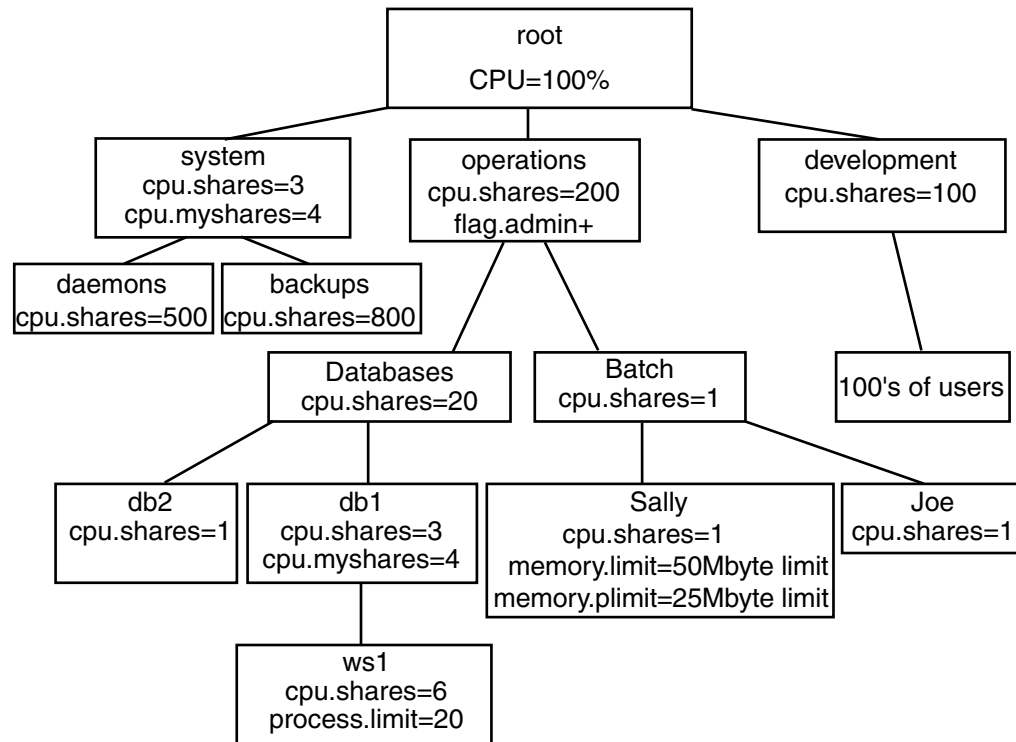 root
CPU=100%
system
cpu.shares=3
cpu.myshares=4
operations
cpu.shares=200
flag.admin+
development
cpu.shares=100
daemons
cpu.shares=500
backups
cpu.shares=800
Databases
cpu.shares=20
Batch
cpu.shares=1
100's of users
db2
cpu.shares=1
db1
cpu.shares=3
cpu.myshares=4
Sally
cpu.shares=1
memory.limit=50Mbyte limit
memory.plimit=25Mbyte limit
Joe
cpu.shares=1
ws1
cpu.shares=6
process.limit=20